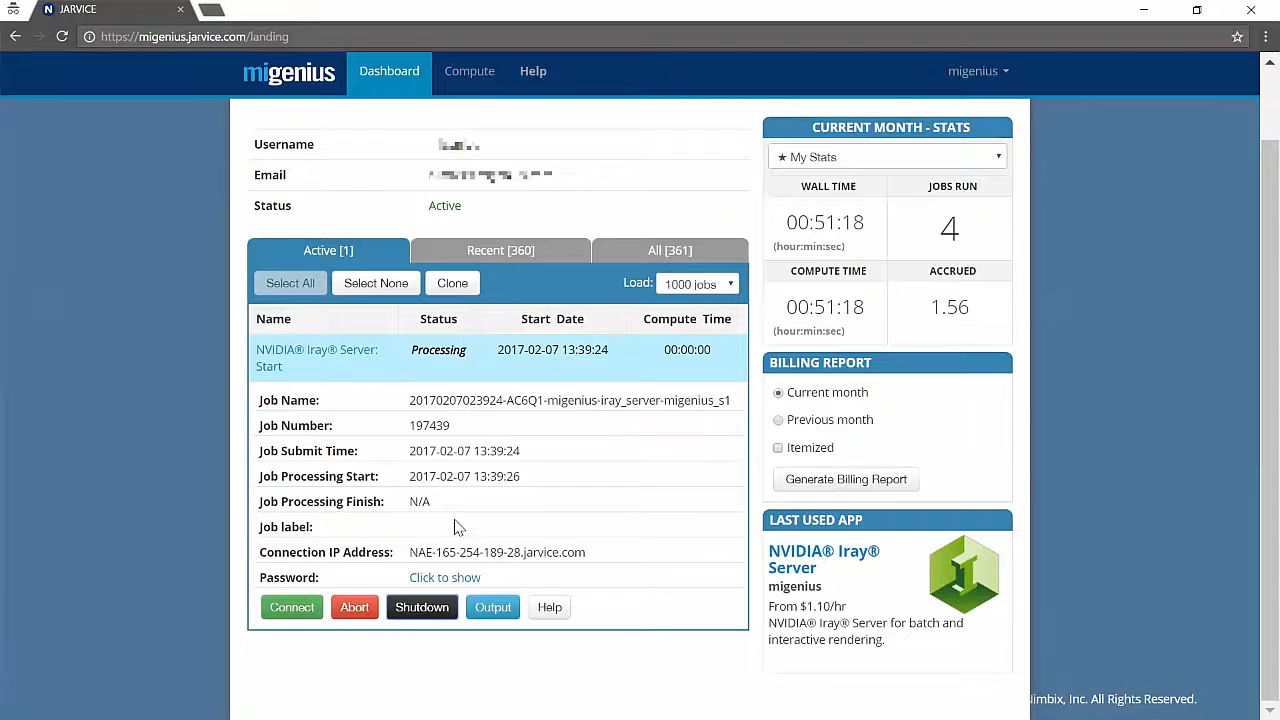 JARVICE
https://migenius.jarvice.com/landing
migenius Dashboard Compute Help migenius
Username
Email
Status Active
Active [1] Recent [360] All [361]
Select All Select None Clone Load: 1000 jobs
Name Status Start Date Compute Time
NVIDIA® Iray® Server: Processing 2017-02-07 13:39:24 00:00:00
Start
Job Name: 20170207023924-AC6Q1-migenius-iray_server-migenius_s1
Job Number: 197439
Job Submit Time: 2017-02-07 13:39:24
Job Processing Start: 2017-02-07 13:39:26
Job Processing Finish: N/A
Job label:
Connection IP Address: NAE-165-254-189-28.jarvice.com
Password: Click to show
Connect Abort Shutdown Output Help
CURRENT MONTH - STATS
★ My Stats
WALL TIME JOBS RUN
00:51:18 4
(hour:min:sec)
COMPUTE TIME ACCRUED
00:51:18 1.56
(hour:min:sec)
BILLING REPORT
Current month
Previous month
Itemized
Generate Billing Report
LAST USED APP
NVIDIA® Iray®
Server
migenius
From $1.10/hr
NVIDIA® Iray® Server for batch and
interactive rendering.
Nimbix, Inc. All Rights Reserved.